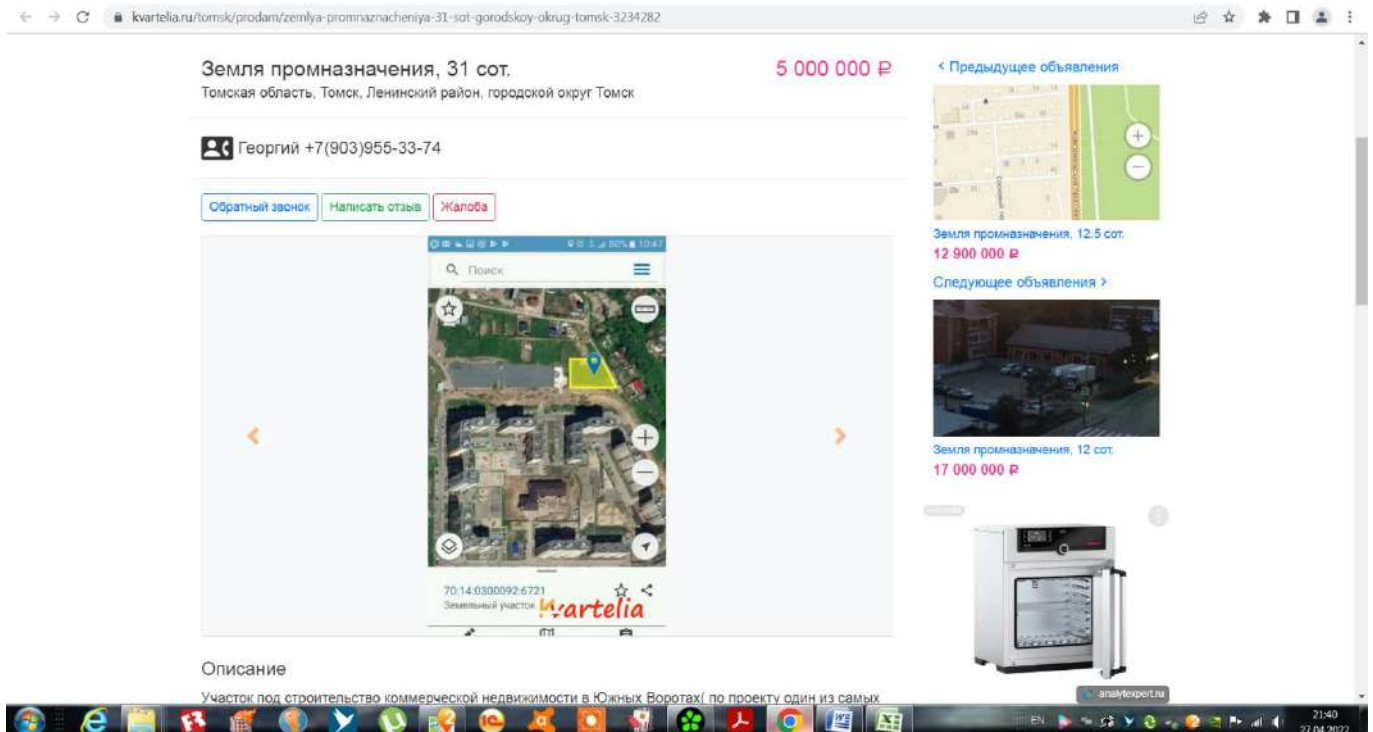 kvartelia.ru/tomsk/prodam/zemlya-promnaznacheniya-31-sot-gorodskoy-okrug-tomsk-3234282
Земля промназначения, 31 сот.
5 000 000 ₽
Томская область, Томск, Ленинский район, городской округ Томск
Георгий +7(903)955-33-74
Обратный звонок
Написать отзыв
Жалоба
80% 10:47
Поиск
70:14:0300092:6721
Земельный участок
Kvartelia
Описание
Участок под строительство коммерческой недвижимости в Южных Воротах( по проекту один из самых
< Предыдущее объявления
Земля промназначения, 12.5 сот.
12 900 000 ₽
Следующее объявления >
Земля промназначения, 12 сот.
17 000 000 ₽
analytexpert.ru
EN
21:40
27.04.2022